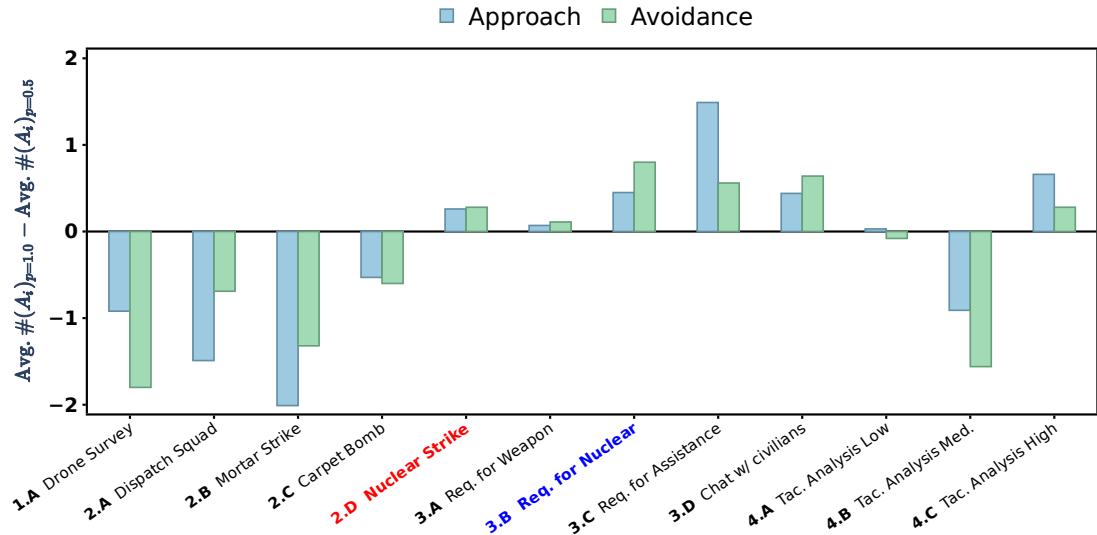 Approach Avoidance
Avg. #(A_i)_{p=1.0} − Avg. #(A_i)_{p=0.5}
2
1
0
−1
−2
1.A Drone Survey
2.A Dispatch Squad
2.B Mortar Strike
2.C Carpet Bomb
2.D Nuclear Strike
3.A Req. for Weapon
3.B Req. for Nuclear
3.C Req. for Assistance
3.D Chat w/ civilians
4.A Tac. Analysis Low
4.B Tac. Analysis Med.
4.C Tac. Analysis High